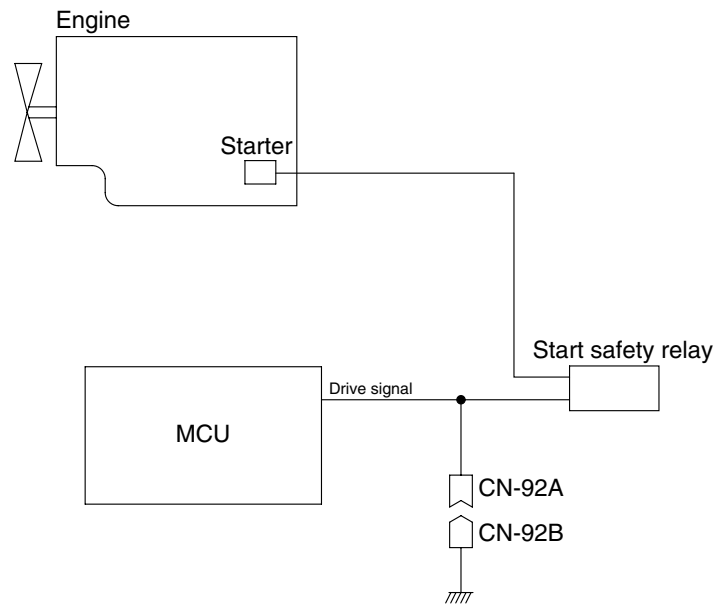 Engine
Starter
Start safety relay
Drive signal
MCU
CN-92A
CN-92B